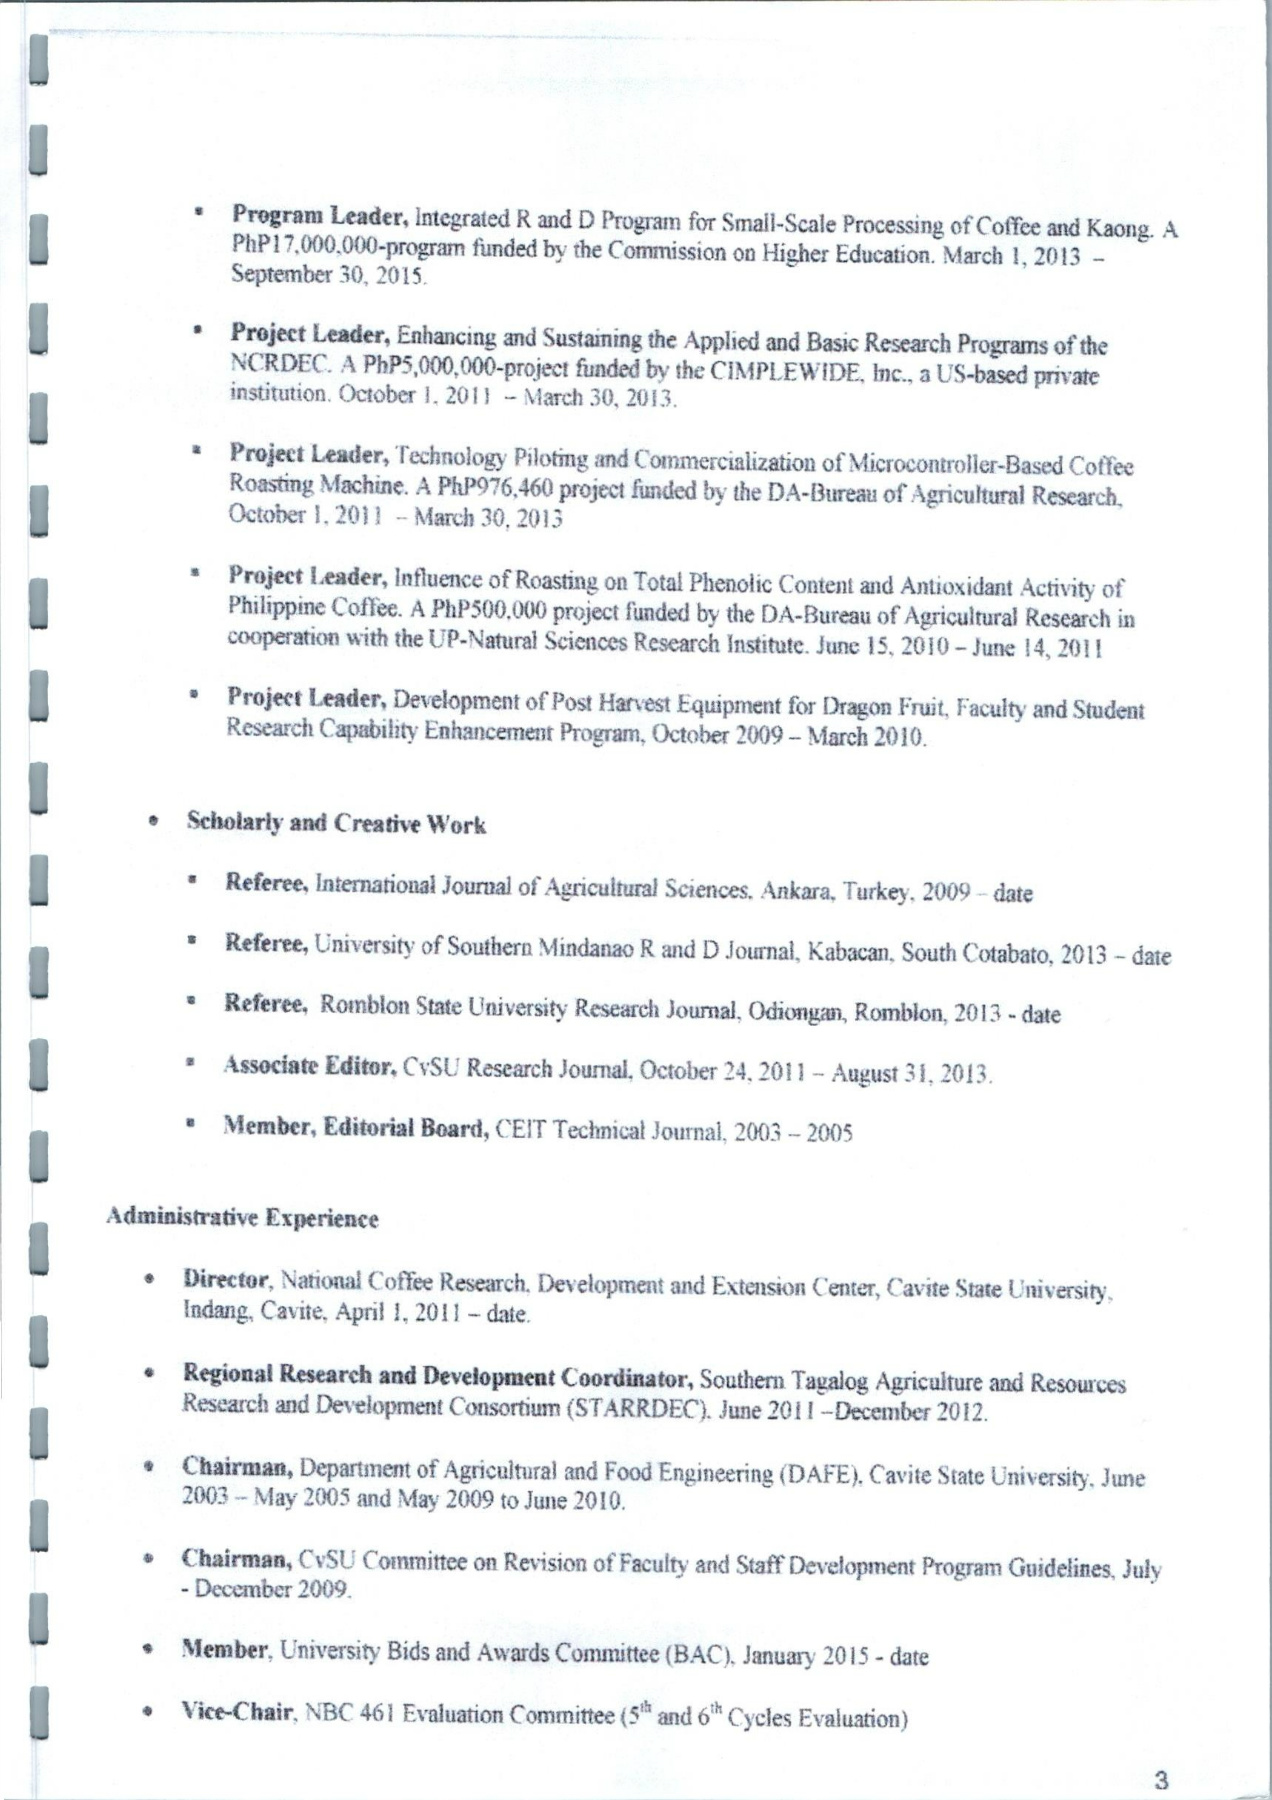 ▪ Program Leader, Integrated R and D Program for Small-Scale Processing of Coffee and Kaong. A
PhP17,000,000-program funded by the Commission on Higher Education. March 1, 2013 –
September 30, 2015.
▪ Project Leader, Enhancing and Sustaining the Applied and Basic Research Programs of the
NCRDEC. A PhP5,000,000-project funded by the CIMPLEWIDE, Inc., a US-based private
institution. October 1, 2011 – March 30, 2013.
▪ Project Leader, Technology Piloting and Commercialization of Microcontroller-Based Coffee
Roasting Machine. A PhP976,460 project funded by the DA-Bureau of Agricultural Research,
October 1, 2011 – March 30, 2013
▪ Project Leader, Influence of Roasting on Total Phenolic Content and Antioxidant Activity of
Philippine Coffee. A PhP500,000 project funded by the DA-Bureau of Agricultural Research in
cooperation with the UP-Natural Sciences Research Institute. June 15, 2010 – June 14, 2011
▪ Project Leader, Development of Post Harvest Equipment for Dragon Fruit, Faculty and Student
Research Capability Enhancement Program, October 2009 – March 2010.
• Scholarly and Creative Work
▪ Referee, International Journal of Agricultural Sciences, Ankara, Turkey, 2009 – date
▪ Referee, University of Southern Mindanao R and D Journal, Kabacan, South Cotabato, 2013 – date
▪ Referee, Romblon State University Research Journal, Odiongan, Romblon, 2013 - date
▪ Associate Editor, CvSU Research Journal, October 24, 2011 – August 31, 2013.
▪ Member, Editorial Board, CEIT Technical Journal, 2003 – 2005
Administrative Experience
• Director, National Coffee Research, Development and Extension Center, Cavite State University,
Indang, Cavite, April 1, 2011 – date.
• Regional Research and Development Coordinator, Southern Tagalog Agriculture and Resources
Research and Development Consortium (STARRDEC). June 2011 –December 2012.
• Chairman, Department of Agricultural and Food Engineering (DAFE), Cavite State University, June
2003 – May 2005 and May 2009 to June 2010.
• Chairman, CvSU Committee on Revision of Faculty and Staff Development Program Guidelines, July
- December 2009.
• Member, University Bids and Awards Committee (BAC), January 2015 - date
• Vice-Chair, NBC 461 Evaluation Committee (5th and 6th Cycles Evaluation)
3